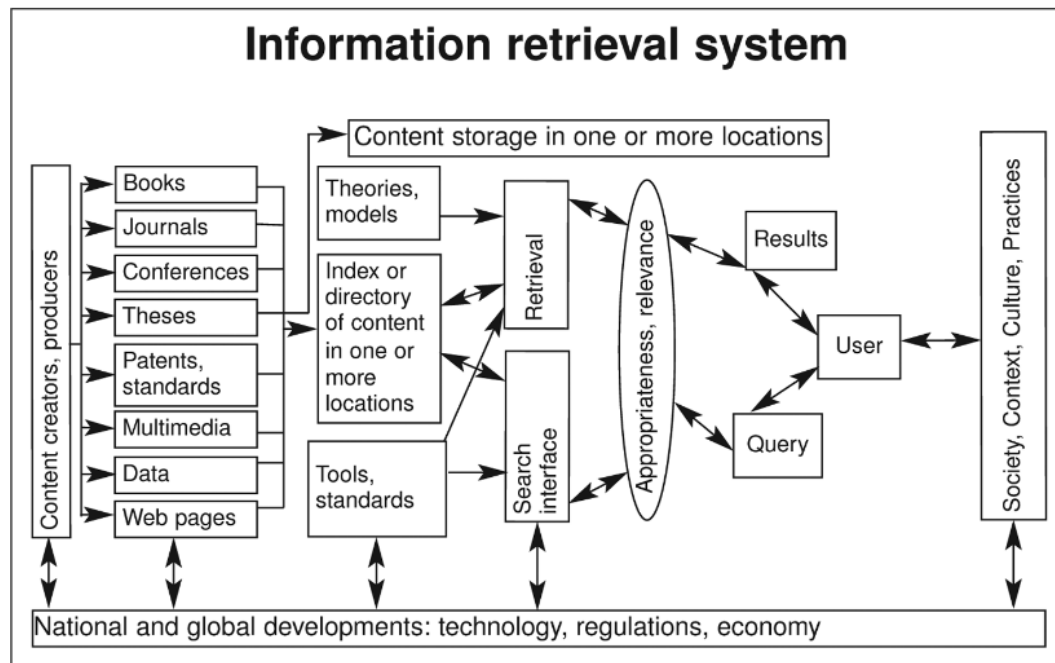 Information retrieval system
Content storage in one or more locations
Content creators, producers
Books
Journals
Conferences
Theses
Patents,
standards
Multimedia
Data
Web pages
Theories,
models
Index or
directory
of content
in one or
more
locations
Tools,
standards
Retrieval
Search
interface
Appropriateness, relevance
Results
User
Query
Society, Context, Culture, Practices
National and global developments: technology, regulations, economy